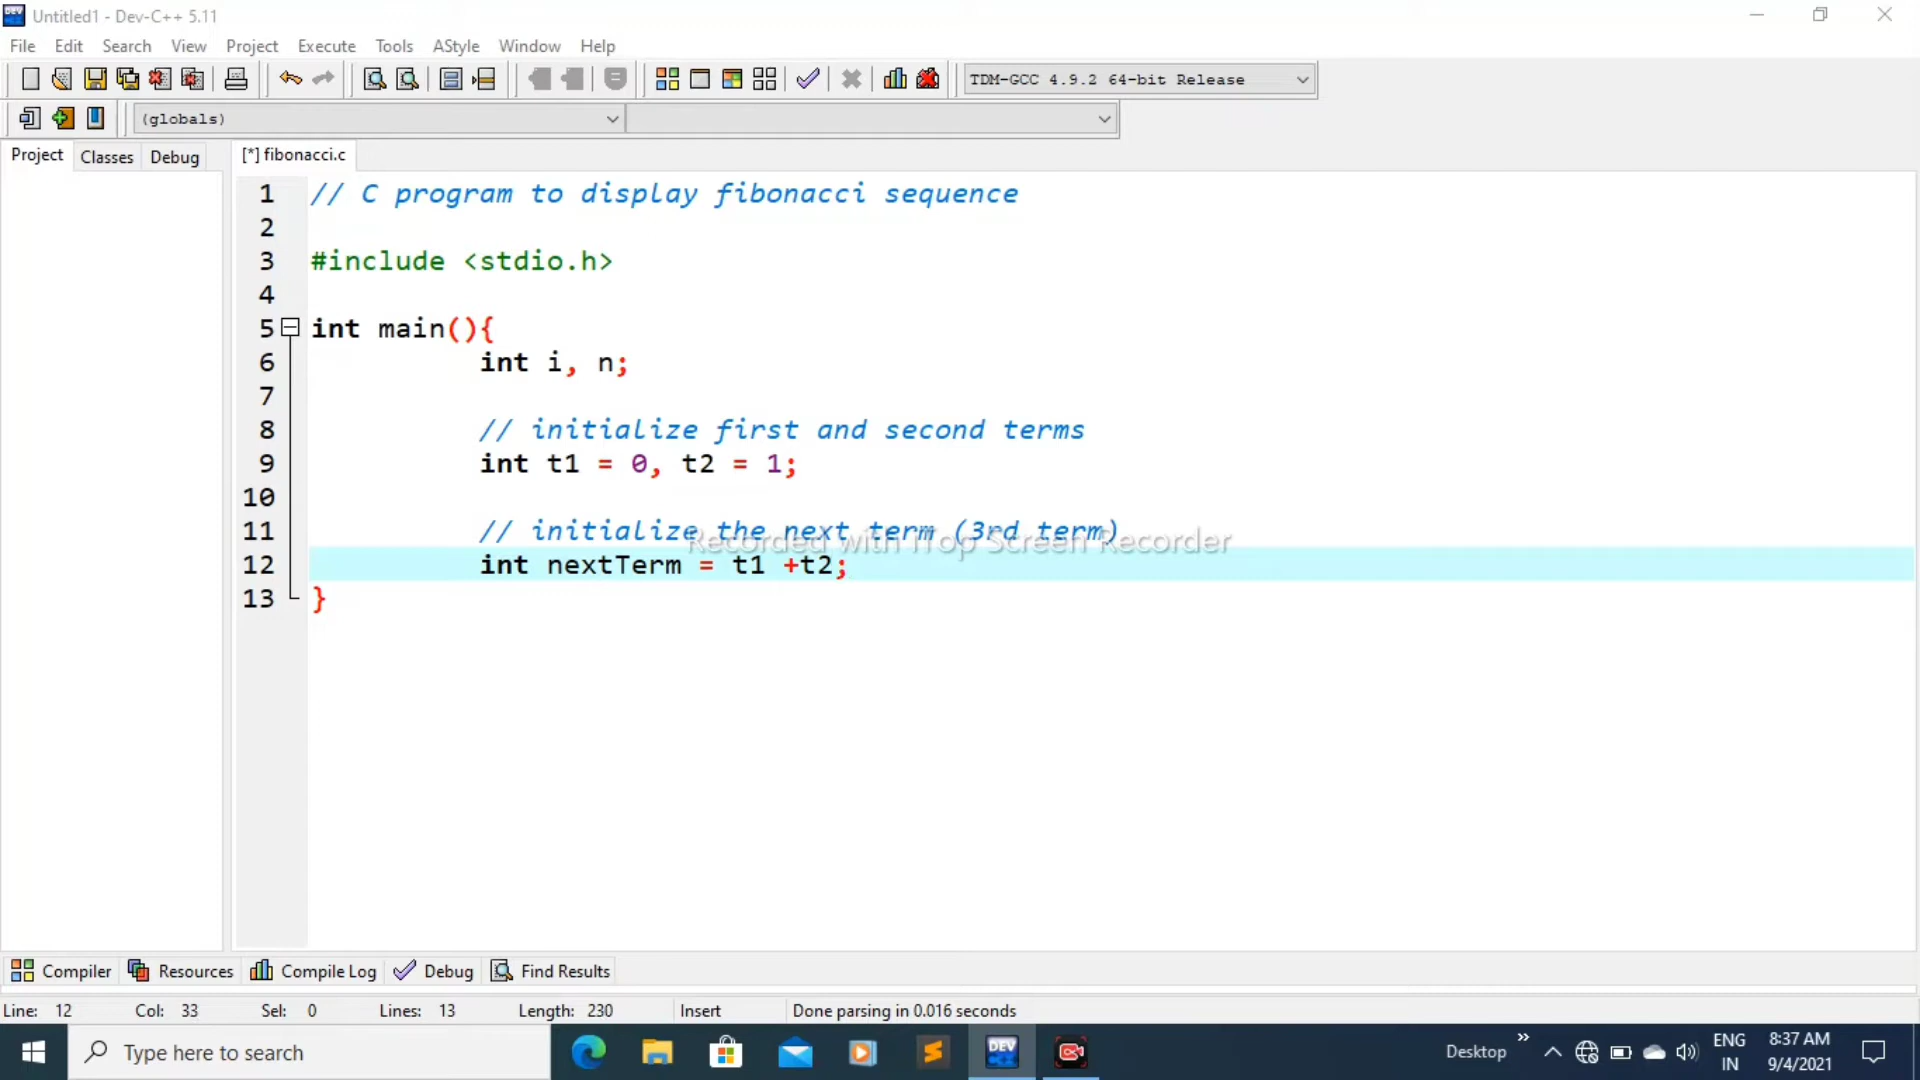 Untitled1 - Dev-C++ 5.11
File Edit Search View Project Execute Tools AStyle Window Help
TDM-GCC 4.9.2 64-bit Release
(globals)
Project Classes Debug [*] fibonacci.c
1 // C program to display fibonacci sequence
2
3 #include <stdio.h>
4
5 int main(){
6 int i, n;
7
8 // initialize first and second terms
9 int t1 = 0, t2 = 1;
10
11 // initialize the next term (3rd term)
Recorded with iTop Screen Recorder
12 int nextTerm = t1 +t2;
13 }
Compiler Resources Compile Log Debug Find Results
Line: 12 Col: 33 Sel: 0 Lines: 13 Length: 230 Insert Done parsing in 0.016 seconds
Type here to search DEV Desktop ENG 8:37 AM
IN 9/4/2021